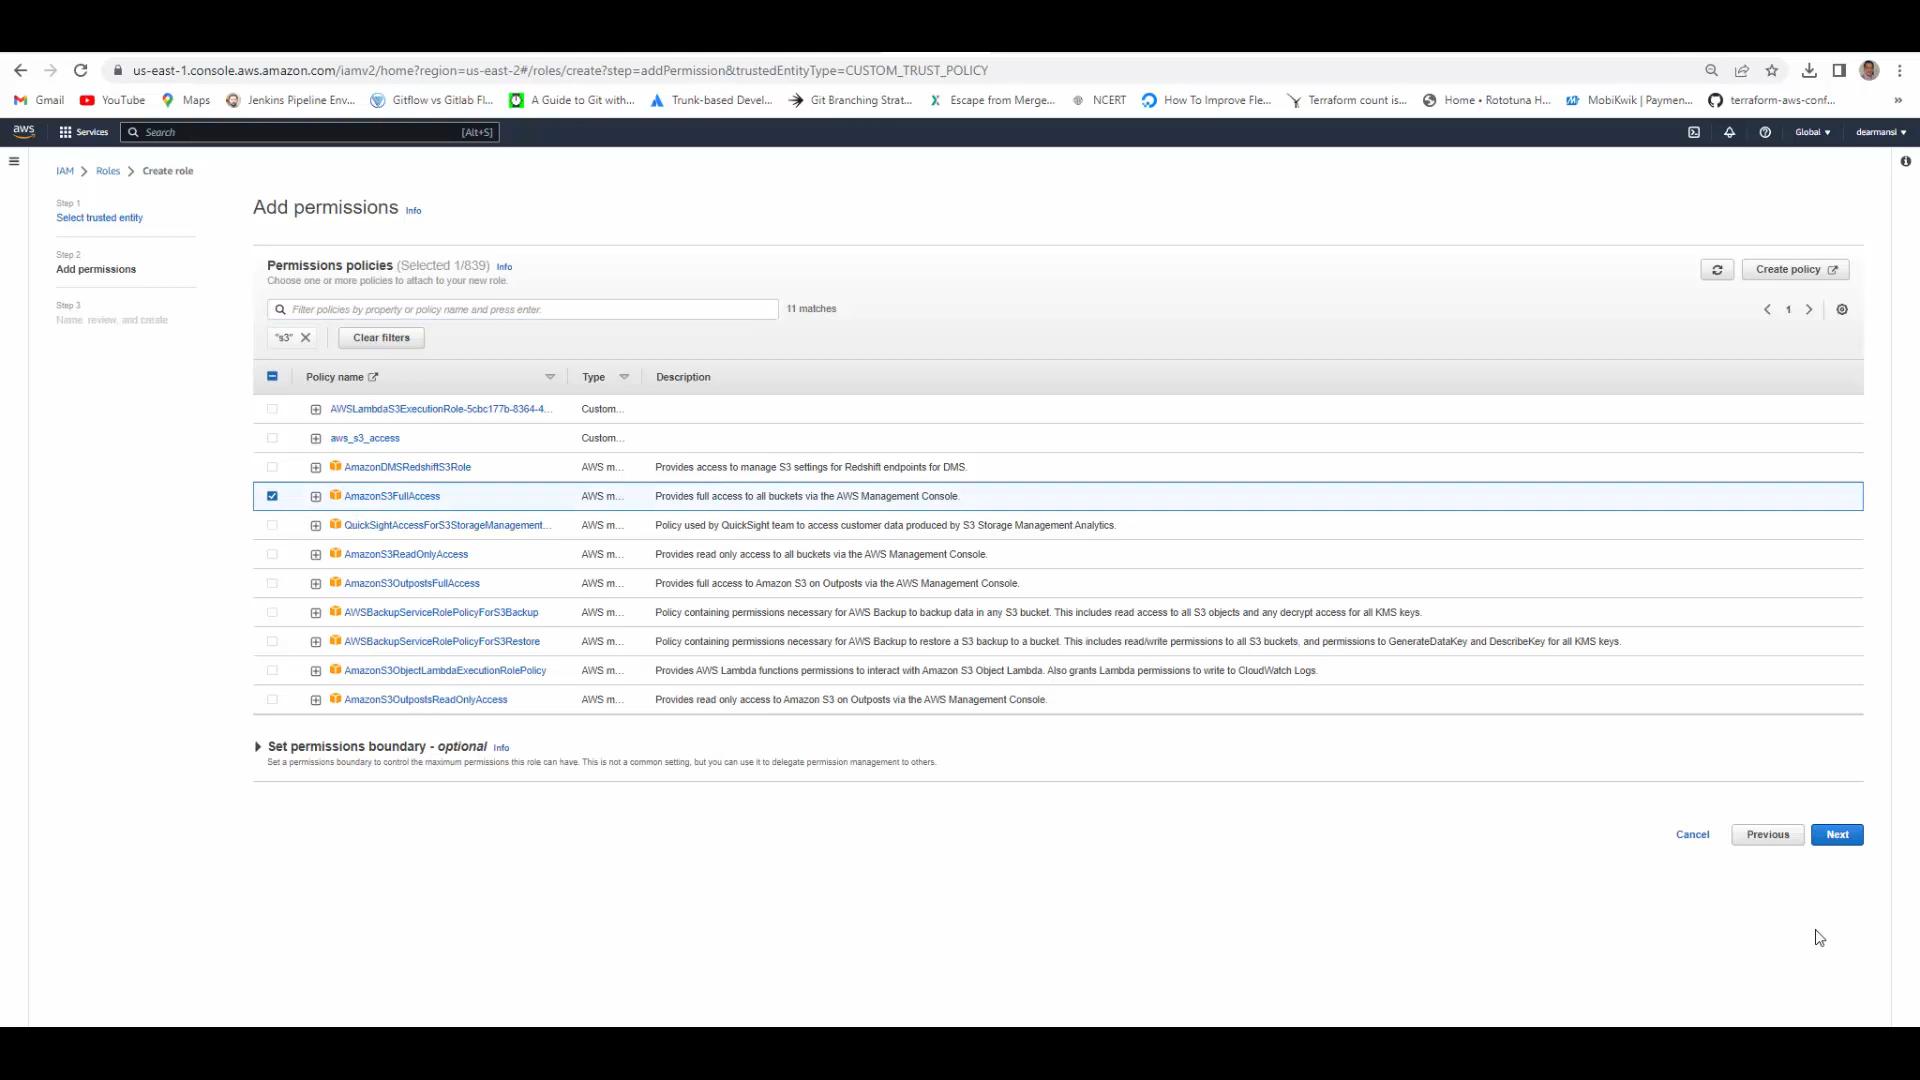 us-east-1.console.aws.amazon.com/iamv2/home?region=us-east-2#/roles/create?step=addPermission&trustedEntityType=CUSTOM_TRUST_POLICY
Gmail YouTube Maps Jenkins Pipeline Env... Gitflow vs Gitlab Fl... A Guide to Git with... Trunk-based Devel... Git Branching Strat... Escape from Merge... NCERT How To Improve Fle... Terraform count is... Home • Rototuna H... MobiKwik | Paymen... terraform-aws-conf... »
aws Services Search [Alt+S] Global dearmansi
IAM Roles Create role
Step 1
Select trusted entity
Step 2
Add permissions
Step 3
Name, review, and create
Add permissions Info
Permissions policies (Selected 1/839) Info
Choose one or more policies to attach to your new role.
Create policy
Filter policies by property or policy name and press enter. 11 matches 1
"s3" Clear filters
Policy name Type Description
AWSLambdaS3ExecutionRole-5cbc177b-8364-4... Custom...
aws_s3_access Custom...
AmazonDMSRedshiftS3Role AWS m... Provides access to manage S3 settings for Redshift endpoints for DMS.
AmazonS3FullAccess AWS m... Provides full access to all buckets via the AWS Management Console.
QuickSightAccessForS3StorageManagement... AWS m... Policy used by QuickSight team to access customer data produced by S3 Storage Management Analytics.
AmazonS3ReadOnlyAccess AWS m... Provides read only access to all buckets via the AWS Management Console.
AmazonS3OutpostsFullAccess AWS m... Provides full access to Amazon S3 on Outposts via the AWS Management Console.
AWSBackupServiceRolePolicyForS3Backup AWS m... Policy containing permissions necessary for AWS Backup to backup data in any S3 bucket. This includes read access to all S3 objects and any decrypt access for all KMS keys.
AWSBackupServiceRolePolicyForS3Restore AWS m... Policy containing permissions necessary for AWS Backup to restore a S3 backup to a bucket. This includes read/write permissions to all S3 buckets, and permissions to GenerateDataKey and DescribeKey for all KMS keys.
AmazonS3ObjectLambdaExecutionRolePolicy AWS m... Provides AWS Lambda functions permissions to interact with Amazon S3 Object Lambda. Also grants Lambda permissions to write to CloudWatch Logs.
AmazonS3OutpostsReadOnlyAccess AWS m... Provides read only access to Amazon S3 on Outposts via the AWS Management Console.
Set permissions boundary - optional Info
Set a permissions boundary to control the maximum permissions this role can have. This is not a common setting, but you can use it to delegate permission management to others.
Cancel Previous Next